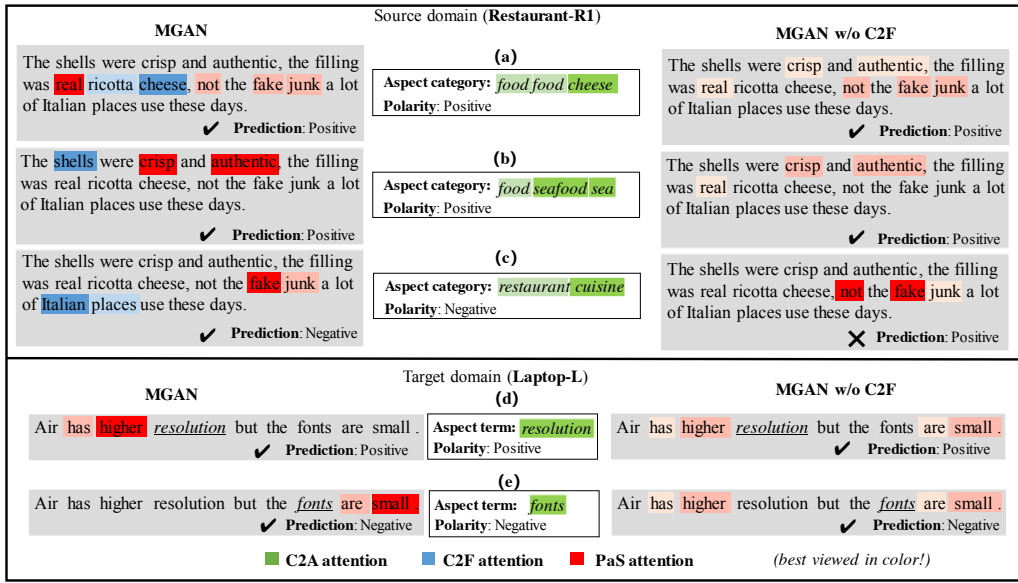 Source domain (Restaurant-R1)
MGAN
MGAN w/o C2F
The shells were crisp and authentic, the filling
was real ricotta cheese, not the fake junk a lot
of Italian places use these days.
✔ Prediction: Positive
(a)
Aspect category: food food cheese
Polarity: Positive
The shells were crisp and authentic, the filling
was real ricotta cheese, not the fake junk a lot
of Italian places use these days.
✔ Prediction: Positive
The shells were crisp and authentic, the filling
was real ricotta cheese, not the fake junk a lot
of Italian places use these days.
✔ Prediction: Positive
(b)
Aspect category: food seafood sea
Polarity: Positive
The shells were crisp and authentic, the filling
was real ricotta cheese, not the fake junk a lot
of Italian places use these days.
✔ Prediction: Positive
The shells were crisp and authentic, the filling
was real ricotta cheese, not the fake junk a lot
of Italian places use these days.
✔ Prediction: Negative
(c)
Aspect category: restaurant cuisine
Polarity: Negative
The shells were crisp and authentic, the filling
was real ricotta cheese, not the fake junk a lot
of Italian places use these days.
✕ Prediction: Positive
Target domain (Laptop-L)
MGAN
MGAN w/o C2F
Air has higher resolution but the fonts are small .
✔ Prediction: Positive
(d)
Aspect term: resolution
Polarity: Positive
Air has higher resolution but the fonts are small .
✔ Prediction: Positive
Air has higher resolution but the fonts are small .
✔ Prediction: Negative
(e)
Aspect term: fonts
Polarity: Negative
Air has higher resolution but the fonts are small .
✔ Prediction: Negative
C2A attention
C2F attention
PaS attention
(best viewed in color!)